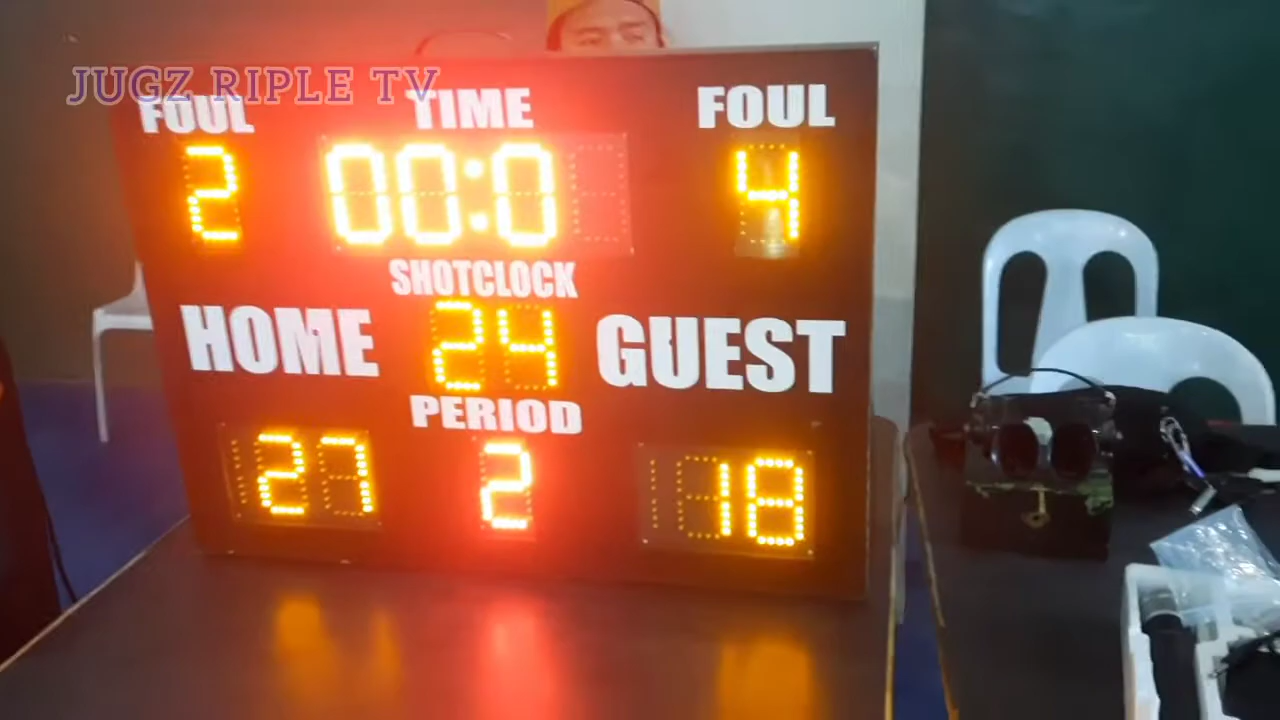 JUGZ RIPLE TV
FOUL TIME FOUL
2 00:0 4
SHOTCLOCK
HOME 24 GUEST
PERIOD
27 2 18